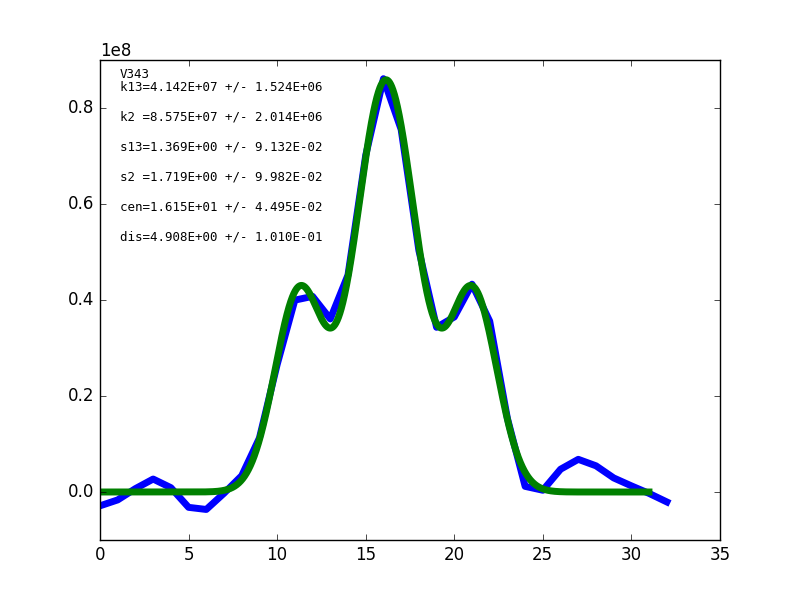 1e8
V343
k13=4.142E+07 +/- 1.524E+06
k2 =8.575E+07 +/- 2.014E+06
s13=1.369E+00 +/- 9.132E-02
s2 =1.719E+00 +/- 9.982E-02
cen=1.615E+01 +/- 4.495E-02
dis=4.908E+00 +/- 1.010E-01
0.8
0.6
0.4
0.2
0.0
0 5 10 15 20 25 30 35